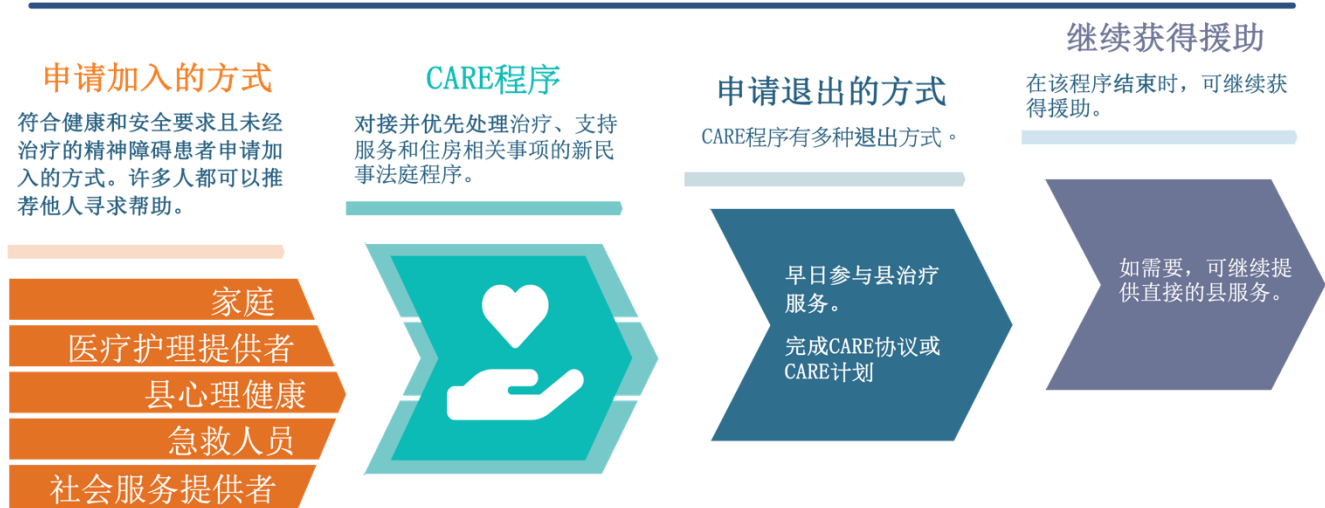 申请加入的方式
符合健康和安全要求且未经
治疗的精神障碍患者申请加
入的方式。许多人都可以推
荐他人寻求帮助。
家庭
医疗护理提供者
县心理健康
急救人员
社会服务提供者
CARE程序
对接并优先处理治疗、支持
服务和住房相关事项的新民
事法庭程序。
申请退出的方式
CARE程序有多种退出方式。
早日参与县治疗
服务。
完成CARE协议或
CARE计划
继续获得援助
在该程序结束时，可继续获
得援助。
如需要，可继续提
供直接的县服务。